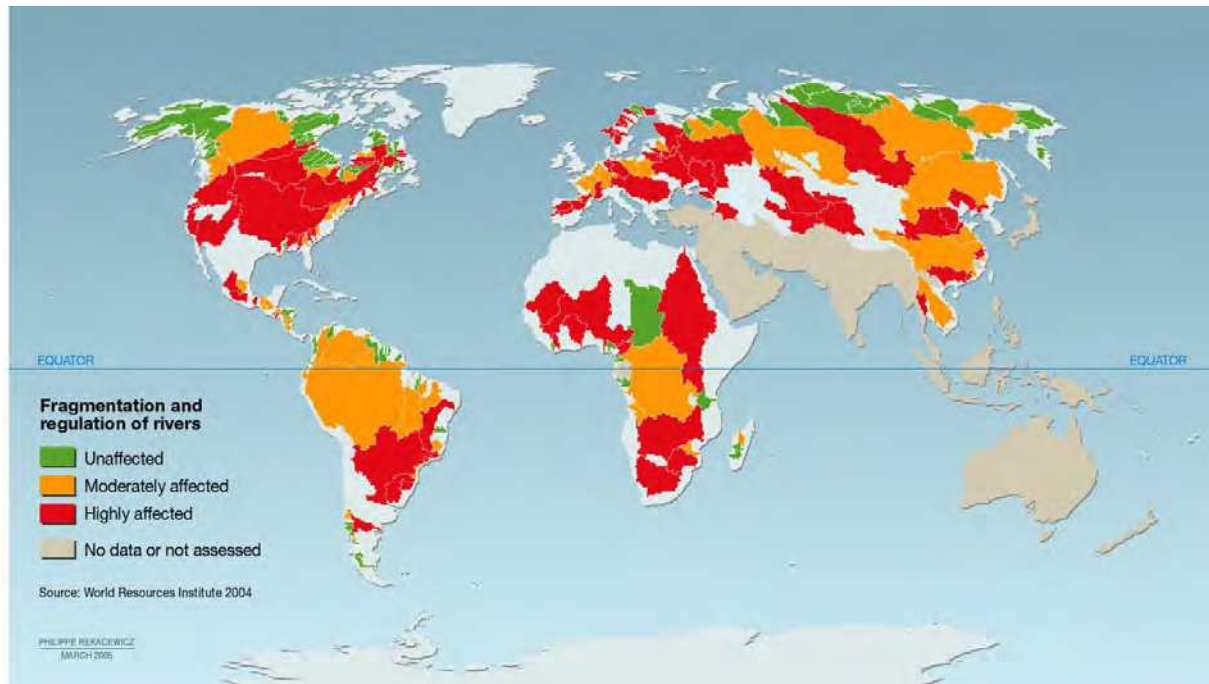 EQUATOR
EQUATOR
Fragmentation and
regulation of rivers
Unaffected
Moderately affected
Highly affected
No data or not assessed
Source: World Resources Institute 2004
PHILIPPE REKACEWICZ
MARCH 2005